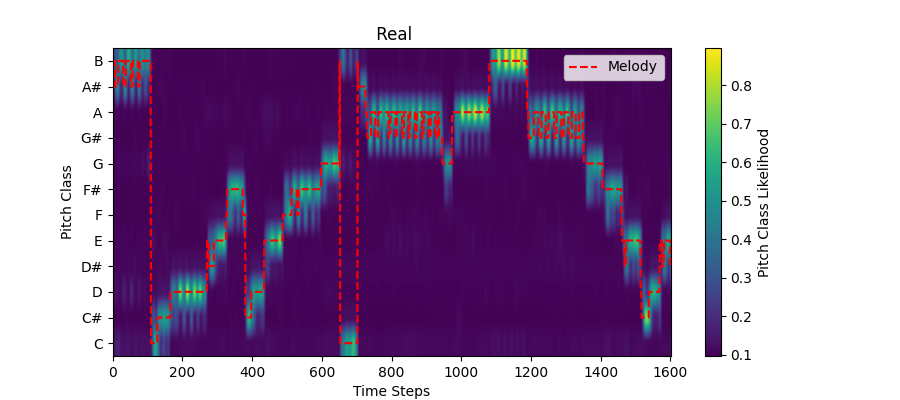 Real
Melody
B
A#
A
G#
G
F#
F
E
D#
D
C#
C
Pitch Class
0
200
400
600
800
1000
1200
1400
1600
Time Steps
0.8
0.7
0.6
0.5
0.4
0.3
0.2
0.1
Pitch Class Likelihood